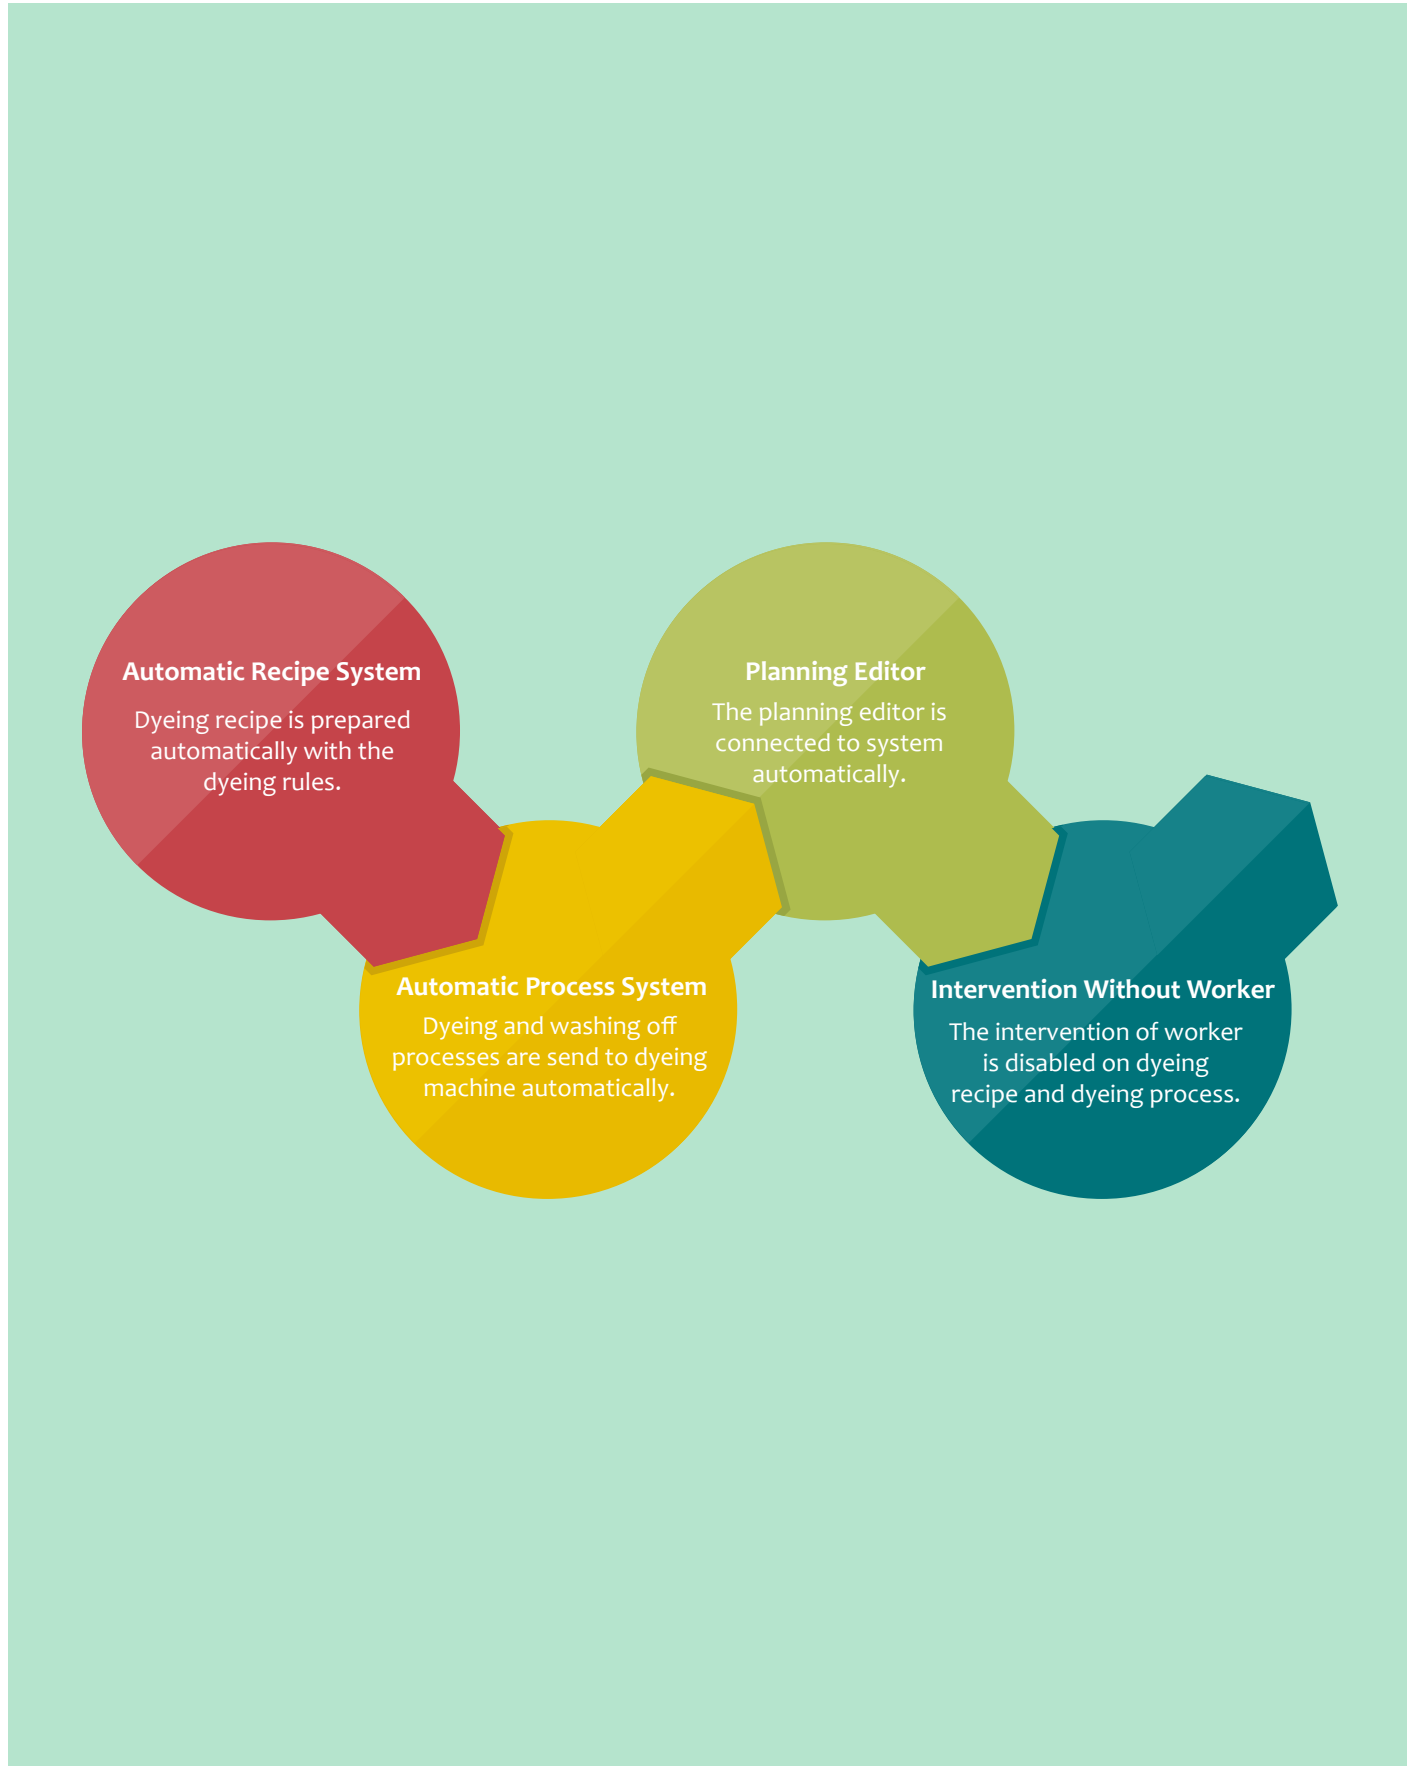 Automatic Recipe System
Dyeing recipe is prepared
automatically with the
dyeing rules.
Automatic Process System
Dyeing and washing off
processes are send to dyeing
machine automatically.
Planning Editor
The planning editor is
connected to system
automatically.
Intervention Without Worker
The intervention of worker
is disabled on dyeing
recipe and dyeing process.